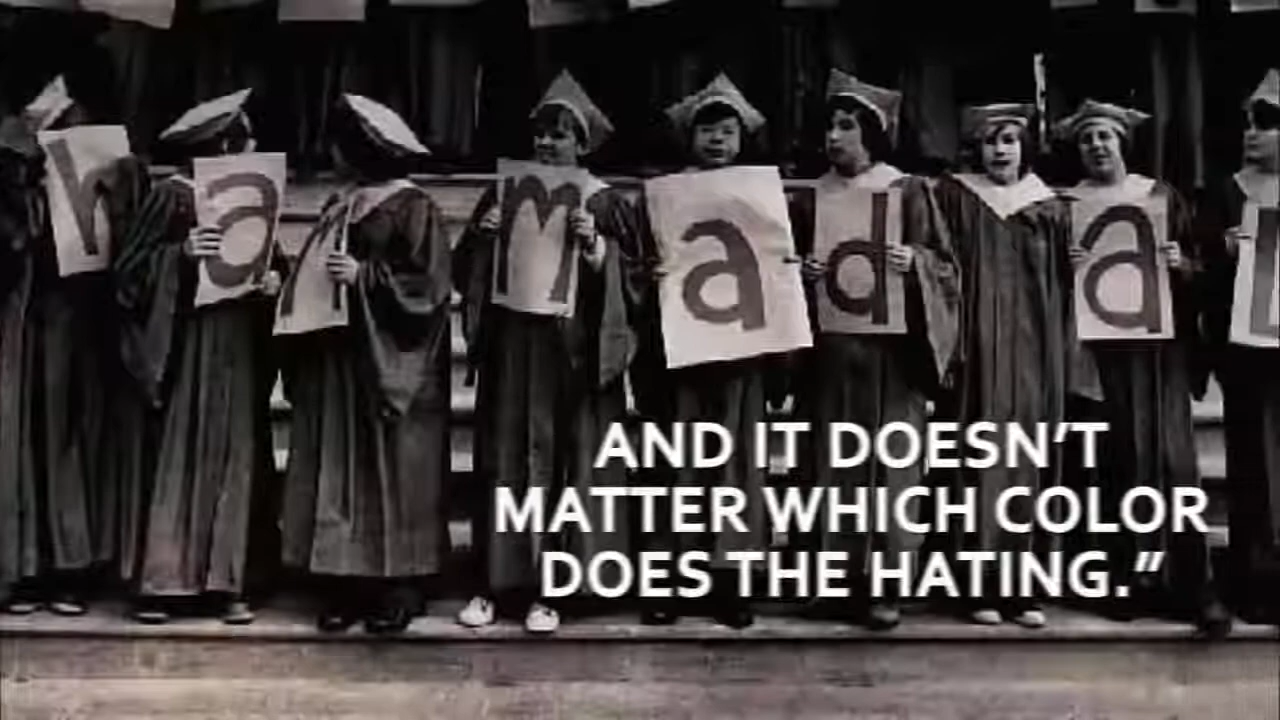 h a m a d a
AND IT DOESN'T
MATTER WHICH COLOR
DOES THE HATING.”